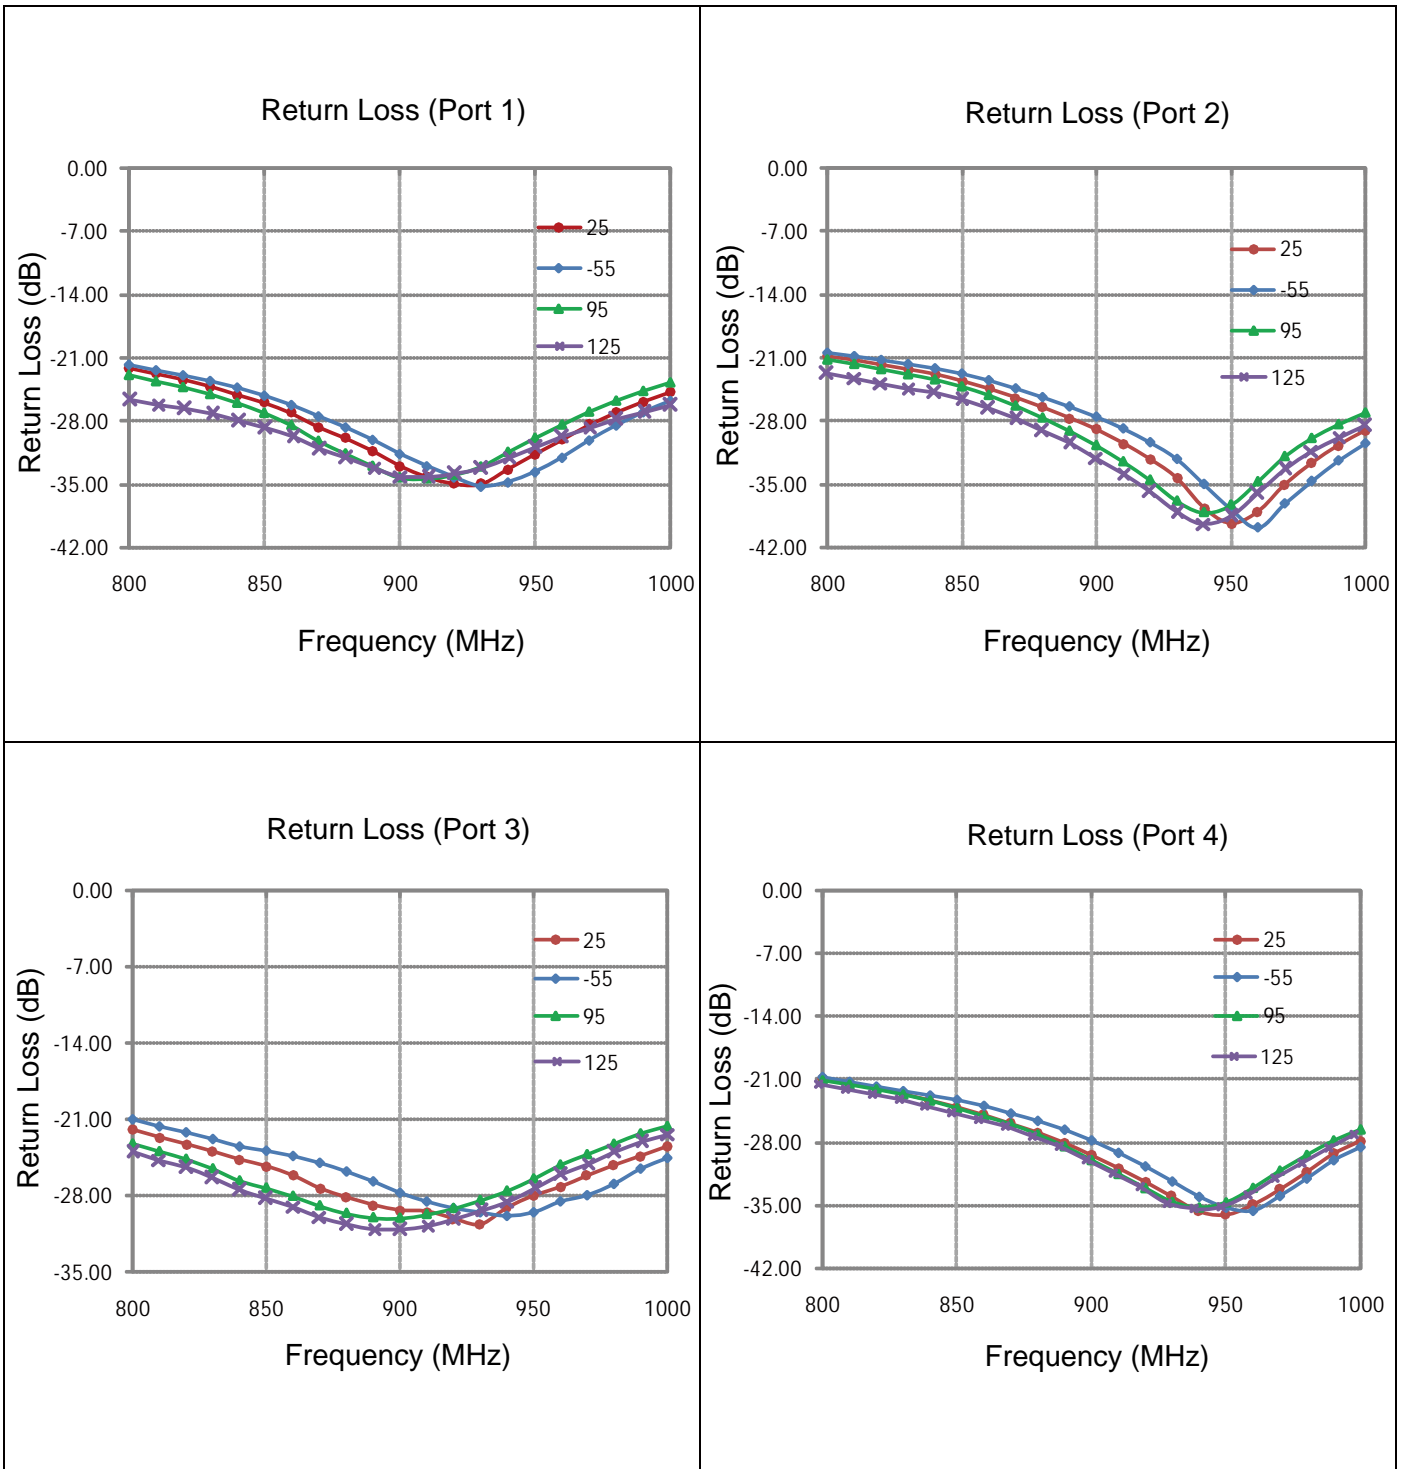 Return Loss (Port 1)
Return Loss (dB)
0.00
-7.00
-14.00
-21.00
-28.00
-35.00
-42.00
25
-55
95
125
800 850 900 950 1000
Frequency (MHz)
Return Loss (Port 2)
Return Loss (dB)
0.00
-7.00
-14.00
-21.00
-28.00
-35.00
-42.00
25
-55
95
125
800 850 900 950 1000
Frequency (MHz)
Return Loss (Port 3)
Return Loss (dB)
0.00
-7.00
-14.00
-21.00
-28.00
-35.00
25
-55
95
125
800 850 900 950 1000
Frequency (MHz)
Return Loss (Port 4)
Return Loss (dB)
0.00
-7.00
-14.00
-21.00
-28.00
-35.00
-42.00
25
-55
95
125
800 850 900 950 1000
Frequency (MHz)